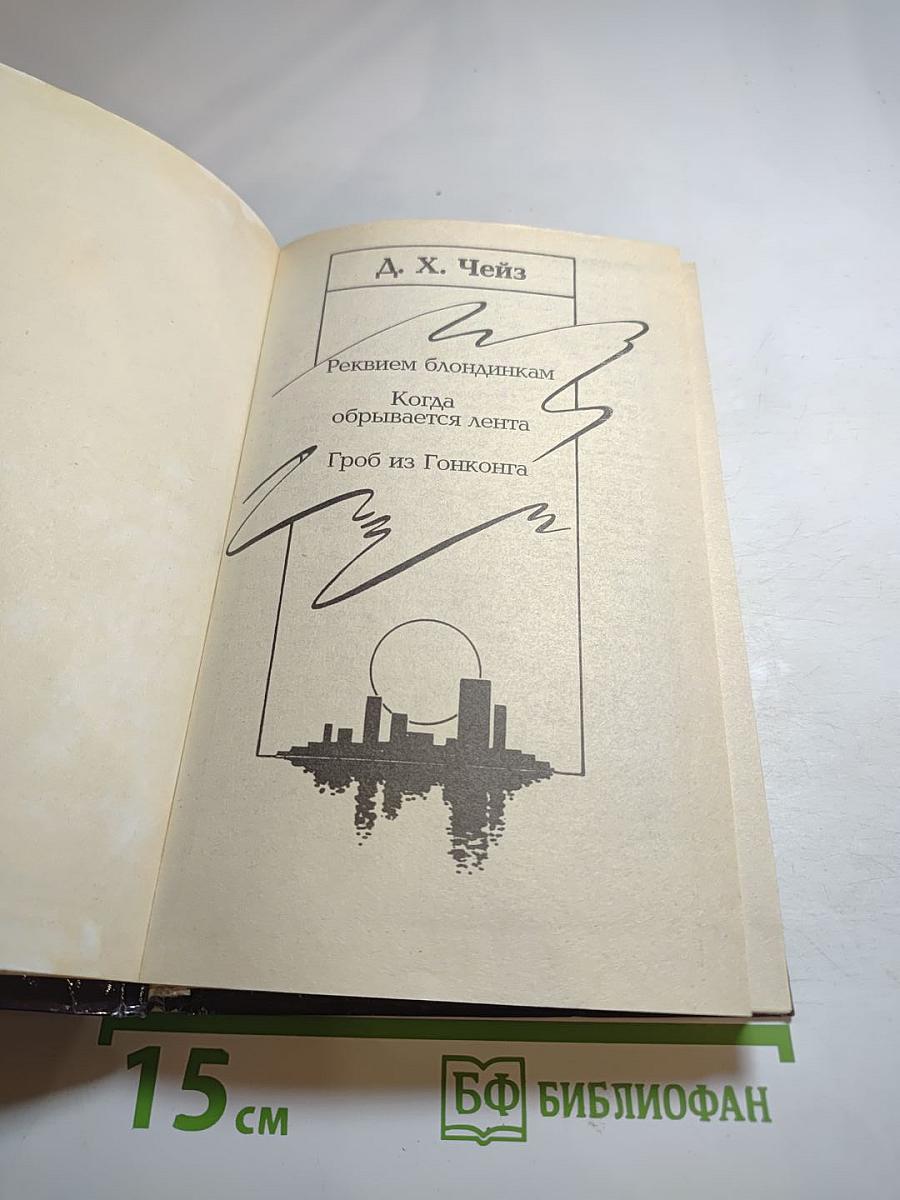 Д. Х. Чейз
Реквием блондинкам
Когда
обрывается лента
Гроб из Гонконга
15 см
БФ БИБЛИОФАН